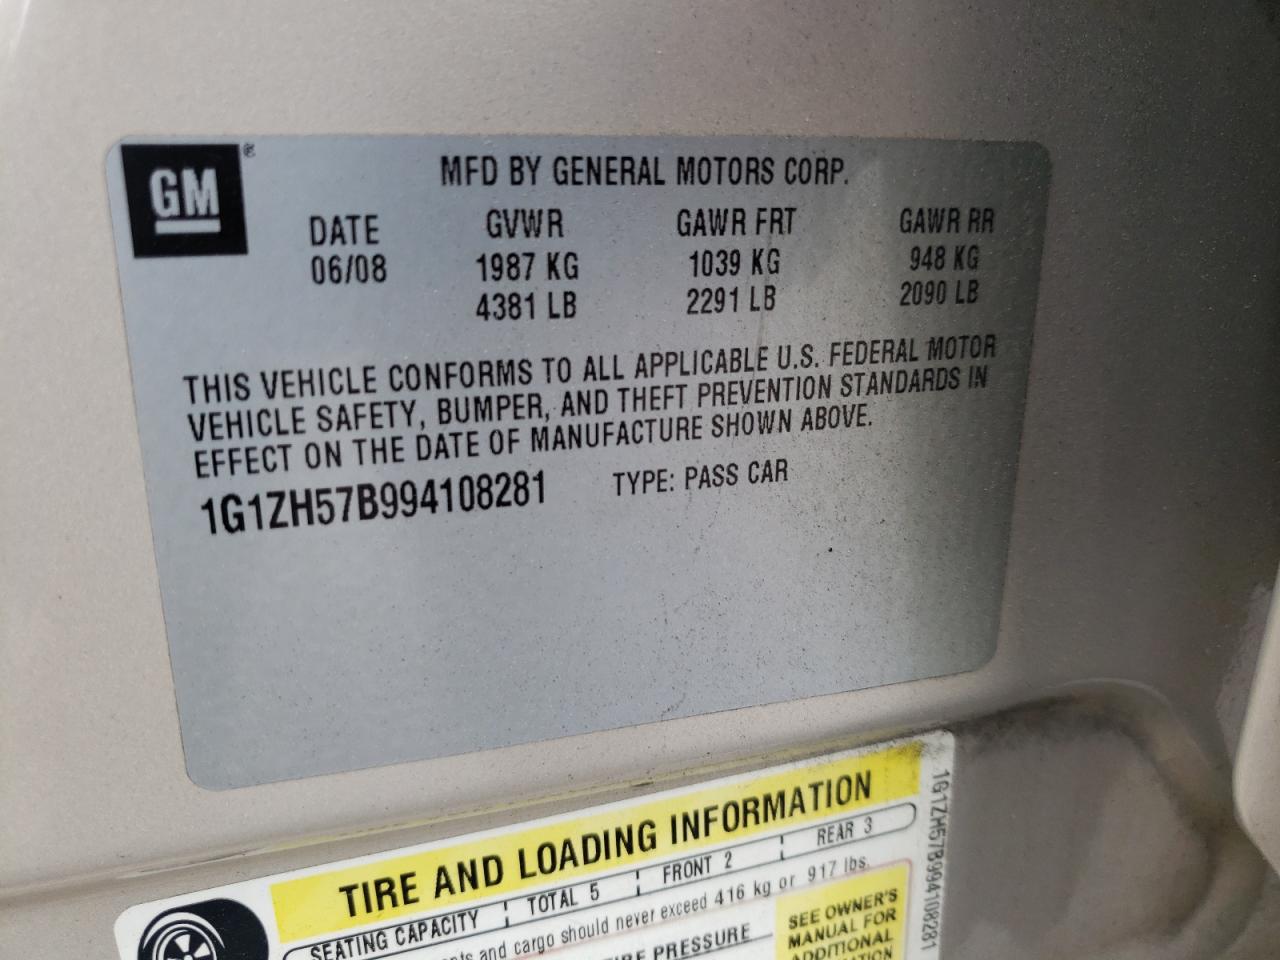 GM®
MFD BY GENERAL MOTORS CORP.
DATE GVWR GAWR FRT GAWR RR
06/08 1987 KG 1039 KG 948 KG
4381 LB 2291 LB 2090 LB
THIS VEHICLE CONFORMS TO ALL APPLICABLE U.S. FEDERAL MOTOR
VEHICLE SAFETY, BUMPER, AND THEFT PREVENTION STANDARDS IN
EFFECT ON THE DATE OF MANUFACTURE SHOWN ABOVE.
1G1ZH57B994108281 TYPE: PASS CAR
TIRE AND LOADING INFORMATION
SEATING CAPACITY TOTAL 5 FRONT 2 REAR 3
and cargo should never exceed 416 kg or 917 lbs.
PRESSURE
SEE OWNER'S
MANUAL FOR
ADDITIONAL
1G1ZH57B994108281